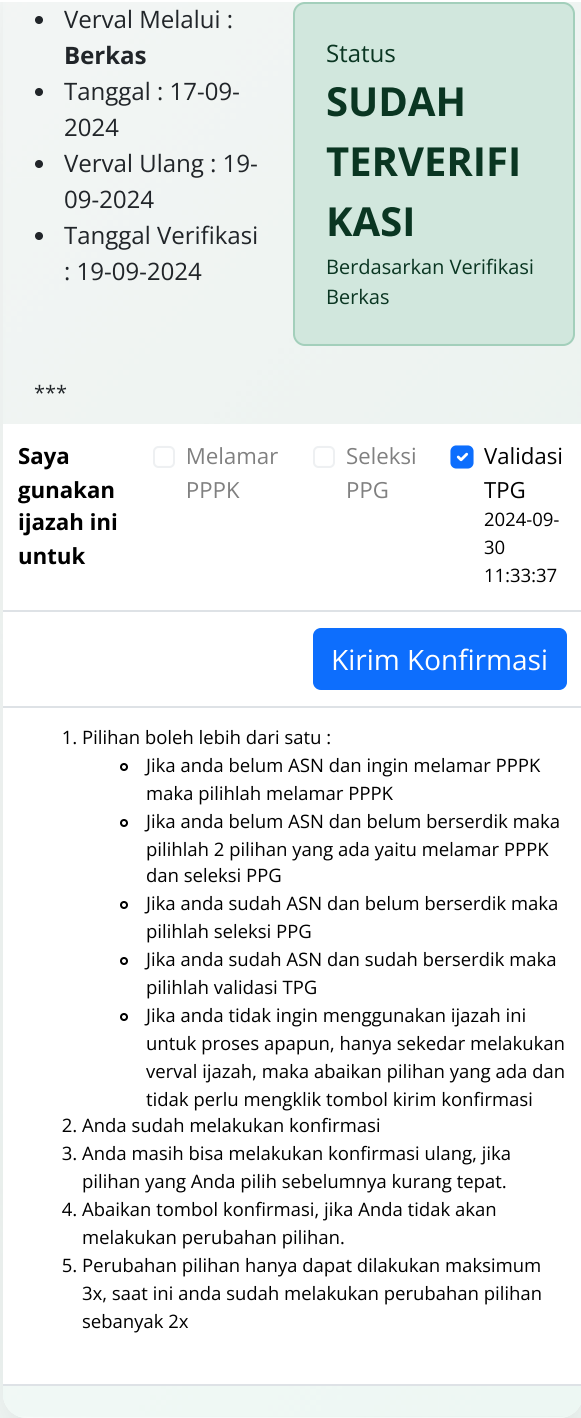 Verval Melalui :
Berkas
Tanggal : 17-09-
2024
Verval Ulang : 19-
09-2024
Tanggal Verifikasi
: 19-09-2024
Status
SUDAH
TERVERIFI
KASI
Berdasarkan Verifikasi
Berkas
***
Saya
gunakan
ijazah ini
untuk
Melamar
PPPK
Seleksi
PPG
Validasi
TPG
2024-09-
30
11:33:37
Kirim Konfirmasi
1. Pilihan boleh lebih dari satu :
Jika anda belum ASN dan ingin melamar PPPK
maka pilihlah melamar PPPK
Jika anda belum ASN dan belum berserdik maka
pilihlah 2 pilihan yang ada yaitu melamar PPPK
dan seleksi PPG
Jika anda sudah ASN dan belum berserdik maka
pilihlah seleksi PPG
Jika anda sudah ASN dan sudah berserdik maka
pilihlah validasi TPG
Jika anda tidak ingin menggunakan ijazah ini
untuk proses apapun, hanya sekedar melakukan
verval ijazah, maka abaikan pilihan yang ada dan
tidak perlu mengklik tombol kirim konfirmasi
2. Anda sudah melakukan konfirmasi
3. Anda masih bisa melakukan konfirmasi ulang, jika
pilihan yang Anda pilih sebelumnya kurang tepat.
4. Abaikan tombol konfirmasi, jika Anda tidak akan
melakukan perubahan pilihan.
5. Perubahan pilihan hanya dapat dilakukan maksimum
3x, saat ini anda sudah melakukan perubahan pilihan
sebanyak 2x